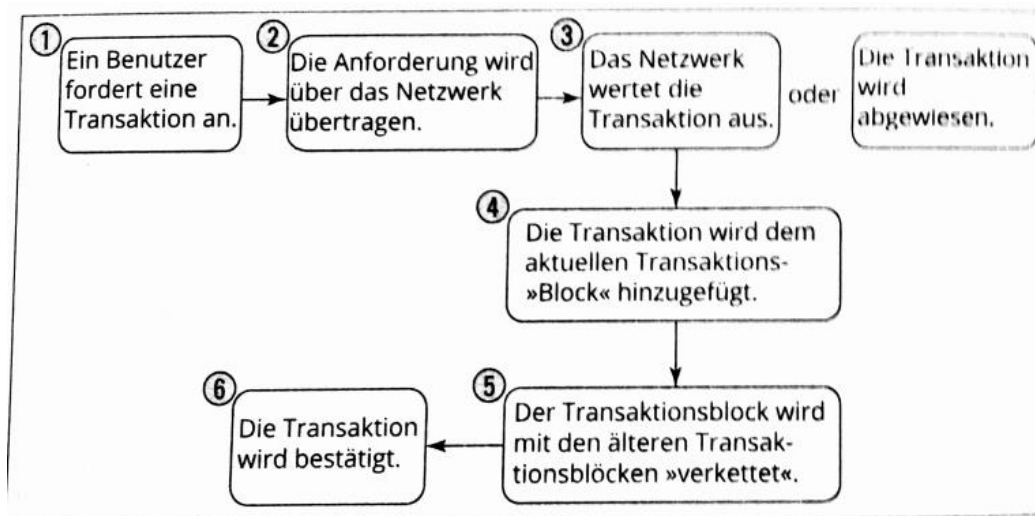 1
Ein Benutzer
fordert eine
Transaktion an.
2
Die Anforderung wird
über das Netzwerk
übertragen.
3
Das Netzwerk
wertet die
Transaktion aus.
oder
Die Transaktion
wird
abgewiesen.
4
Die Transaktion wird dem
aktuellen Transaktions-
»Block« hinzugefügt.
5
Der Transaktionsblock wird
mit den älteren Transak-
tionsblöcken »verkettet«.
6
Die Transaktion
wird bestätigt.